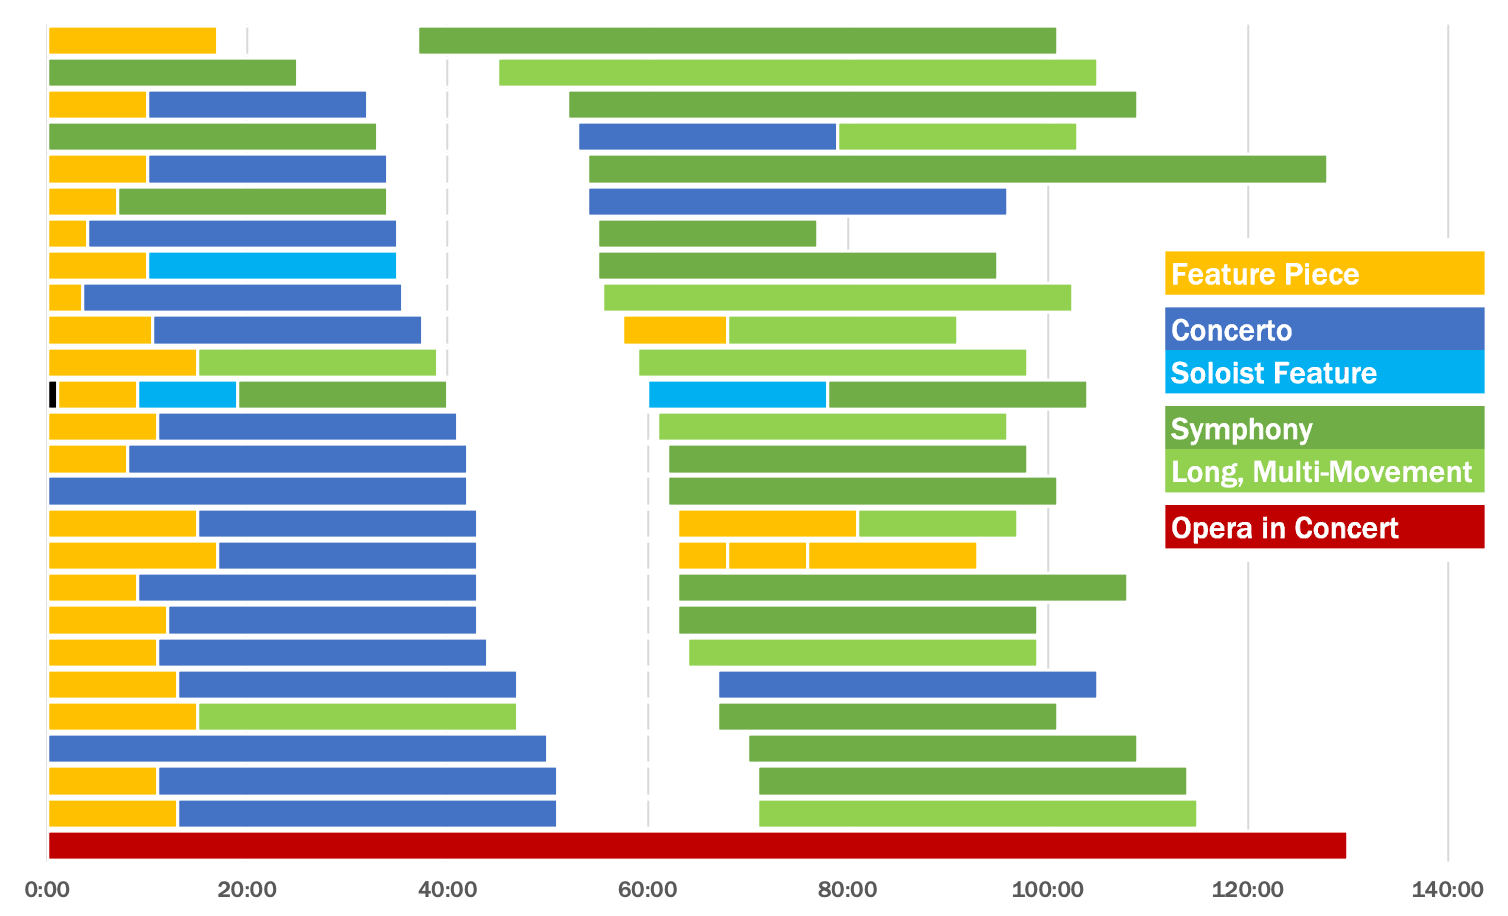 Feature Piece
Concerto
Soloist Feature
Symphony
Long, Multi-Movement
Opera in Concert
0:00 20:00 40:00 60:00 80:00 100:00 120:00 140:00